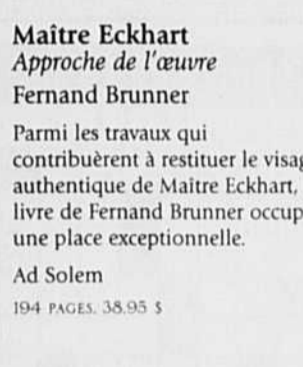 Maître Eckhart
Approche de l'œuvre
Fernand Brunner
Parmi les travaux qui
contribuèrent à restituer le visag
authentique de Maître Eckhart,
livre de Fernand Brunner occup
une place exceptionnelle.
Ad Solem
194 PAGES. 38.95 $